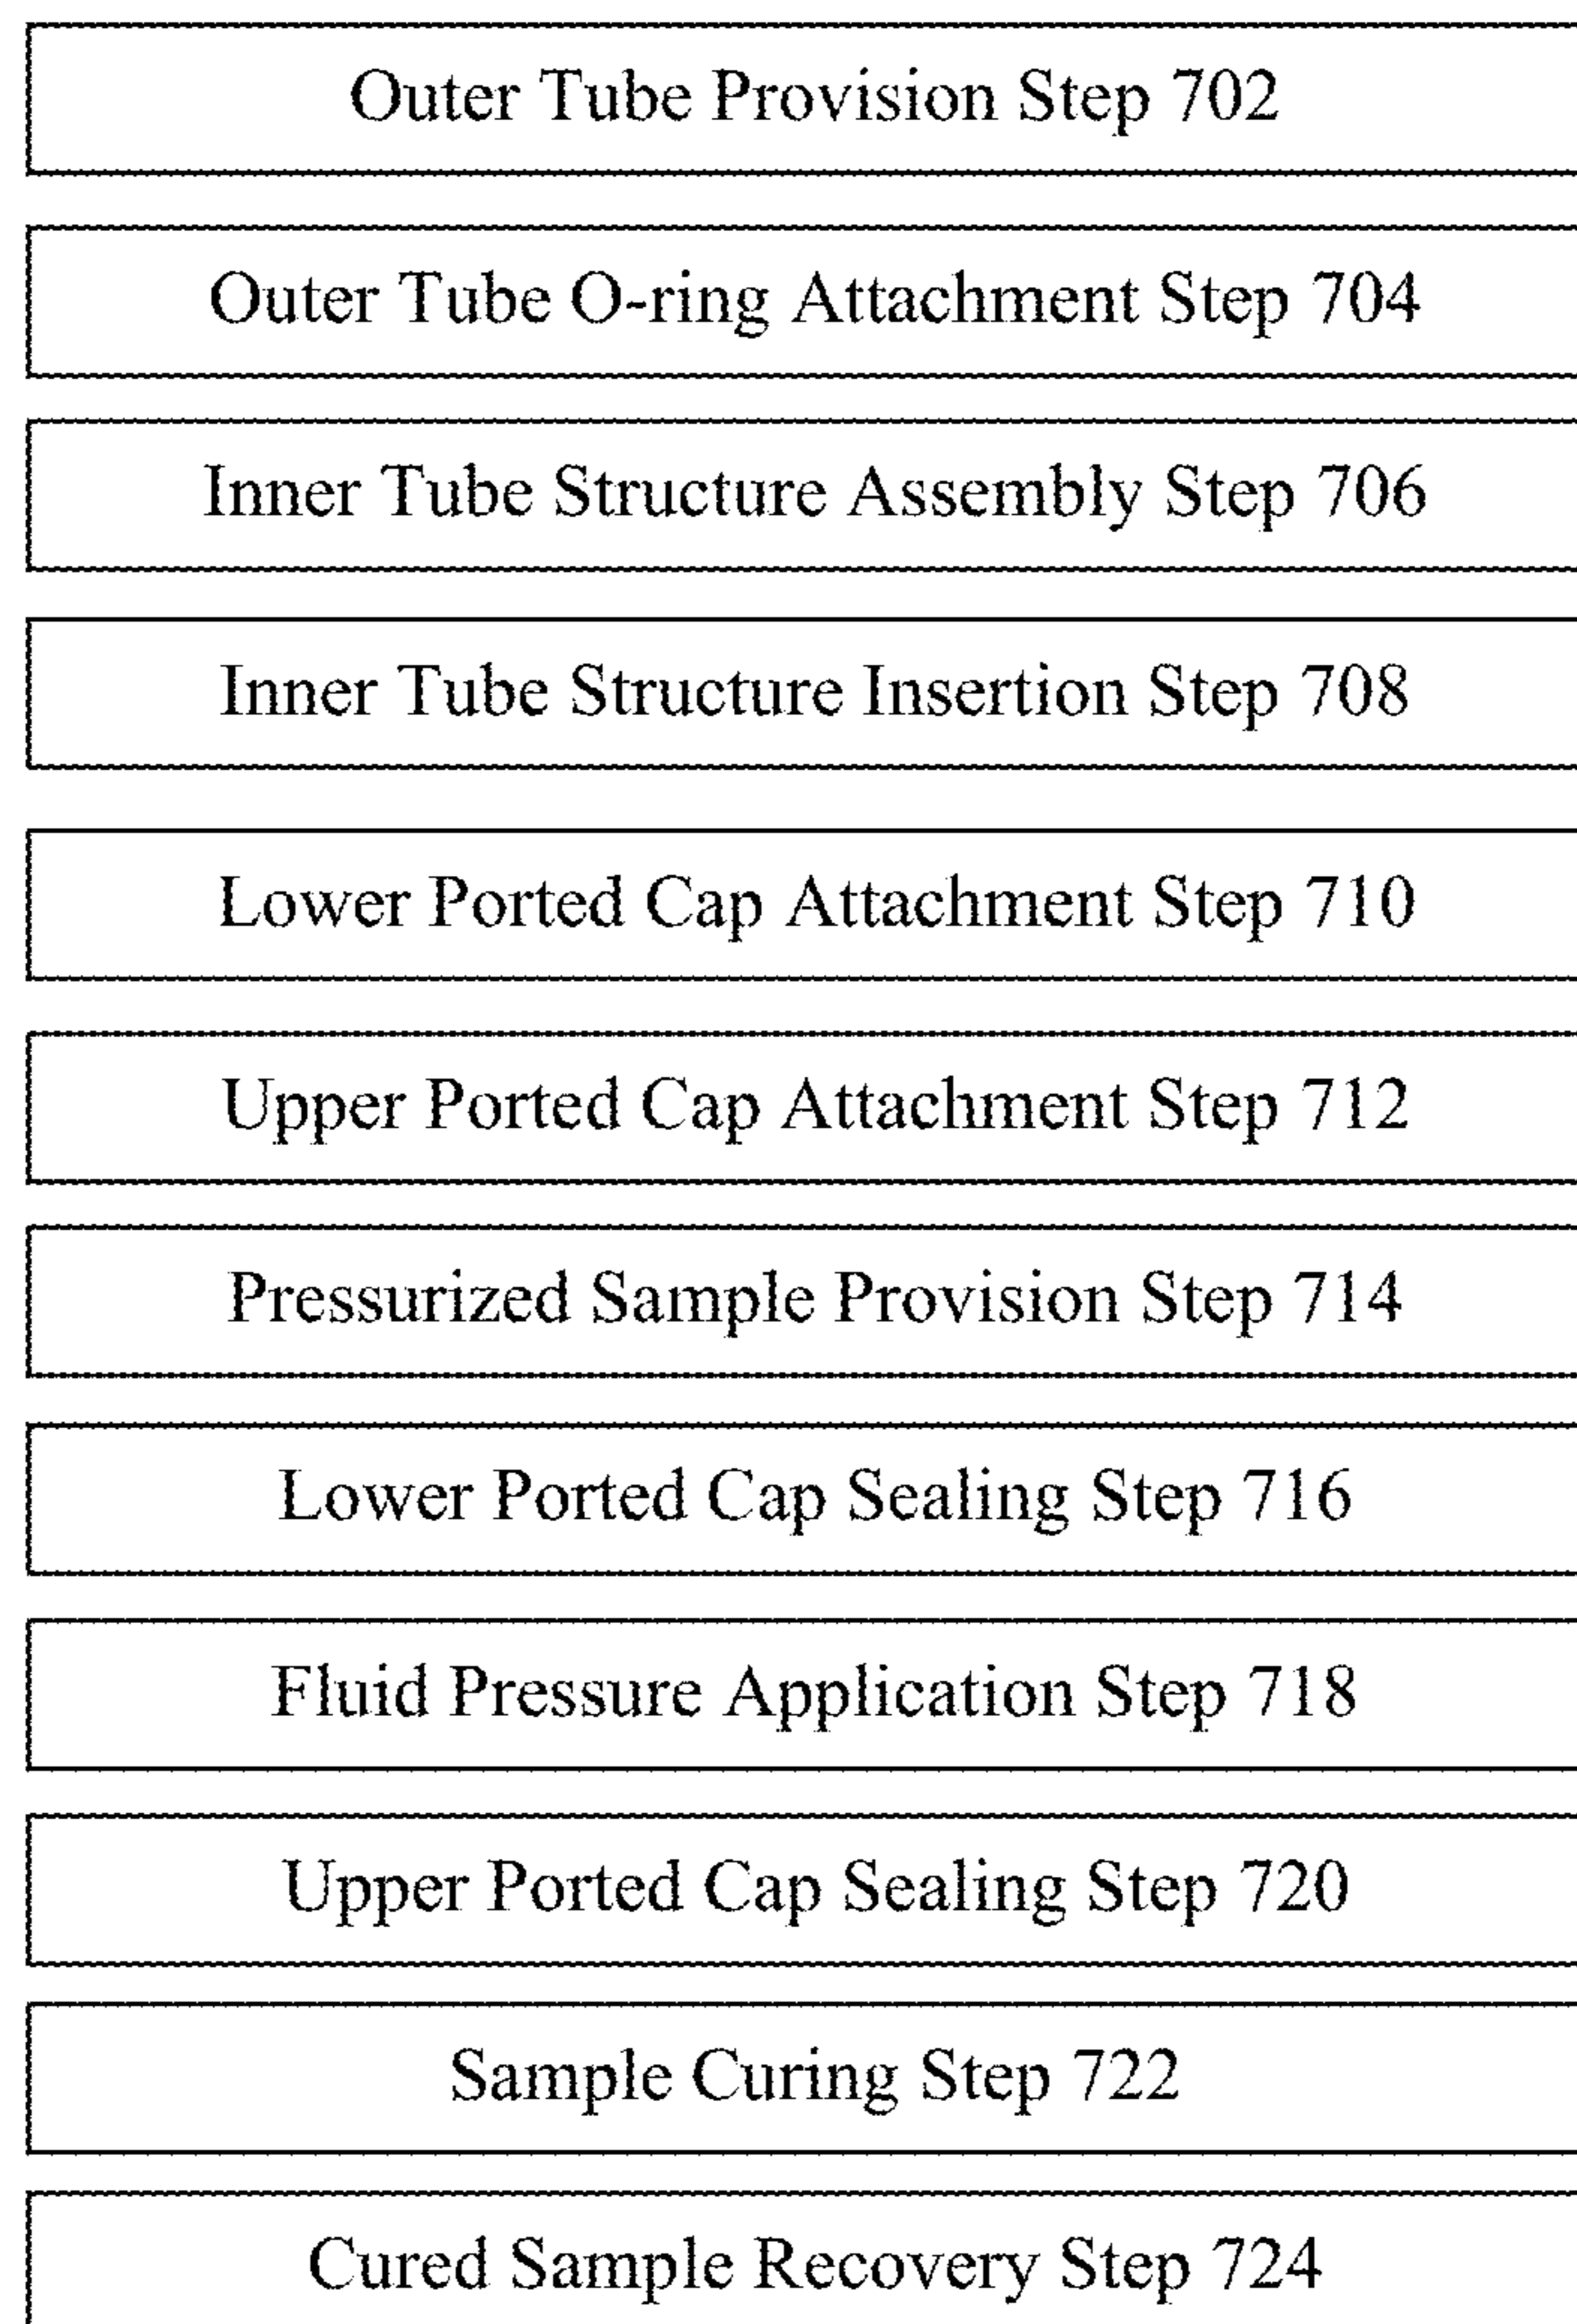 Outer Tube Provision Step 702
Outer Tube O-ring Attachment Step 704
Inner Tube Structure Assembly Step 706
Inner Tube Structure Insertion Step 708
Lower Ported Cap Attachment Step 710
Upper Ported Cap Attachment Step 712
Pressurized Sample Provision Step 714
Lower Ported Cap Sealing Step 716
Fluid Pressure Application Step 718
Upper Ported Cap Sealing Step 720
Sample Curing Step 722
Cured Sample Recovery Step 724